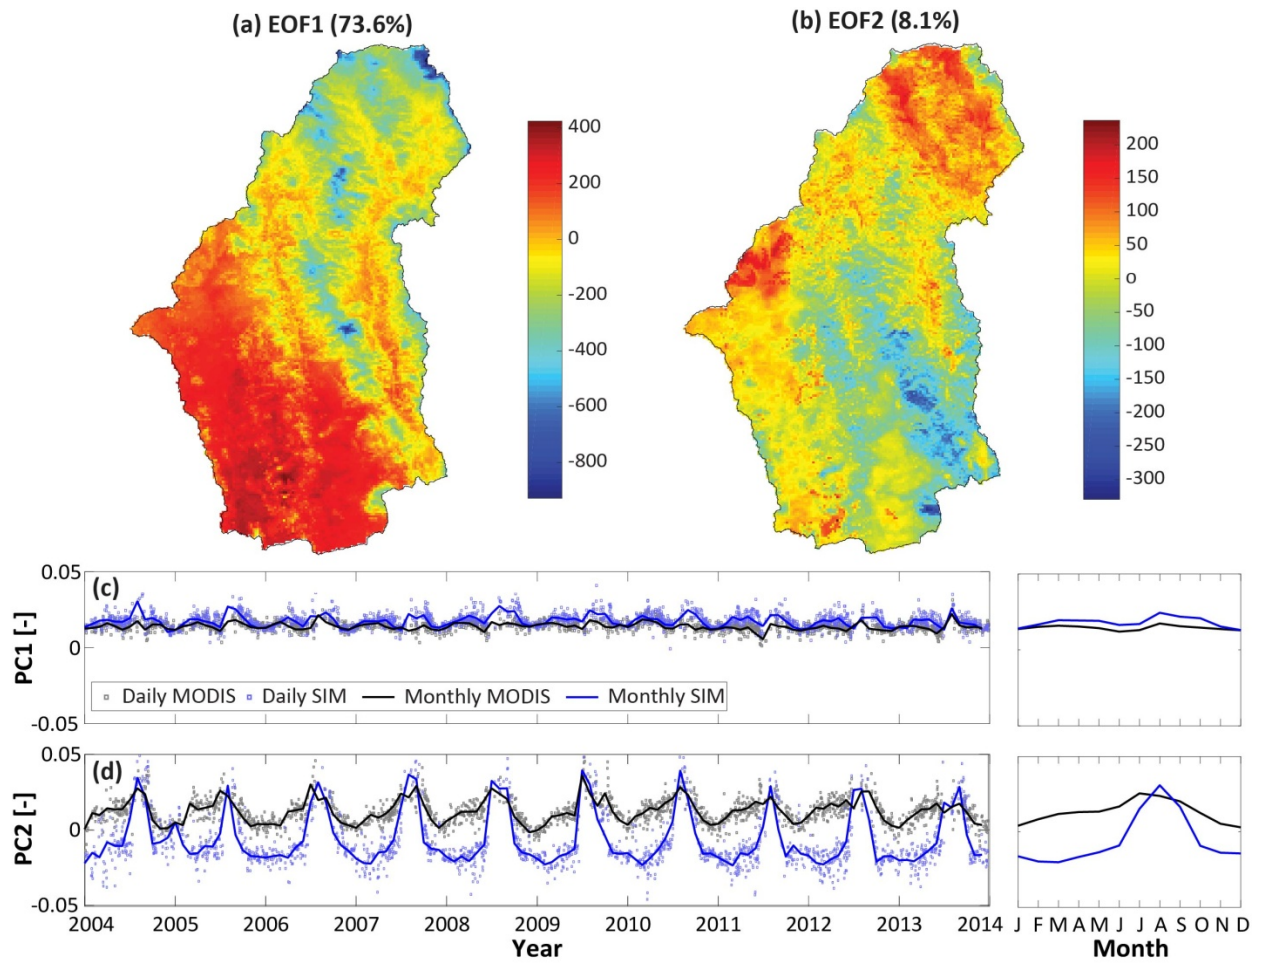 (a) EOF1 (73.6%)
(b) EOF2 (8.1%)
400
200
0
-200
-400
-600
-800
200
150
100
50
0
-50
-100
-150
-200
-250
-300
0.05
0
-0.05
PC1 [-]
(c)
Daily MODIS Daily SIM Monthly MODIS Monthly SIM
0.05
0
-0.05
PC2 [-]
(d)
2004 2005 2006 2007 2008 2009 2010 2011 2012 2013 2014
Year
J F M A M J J A S O N D
Month